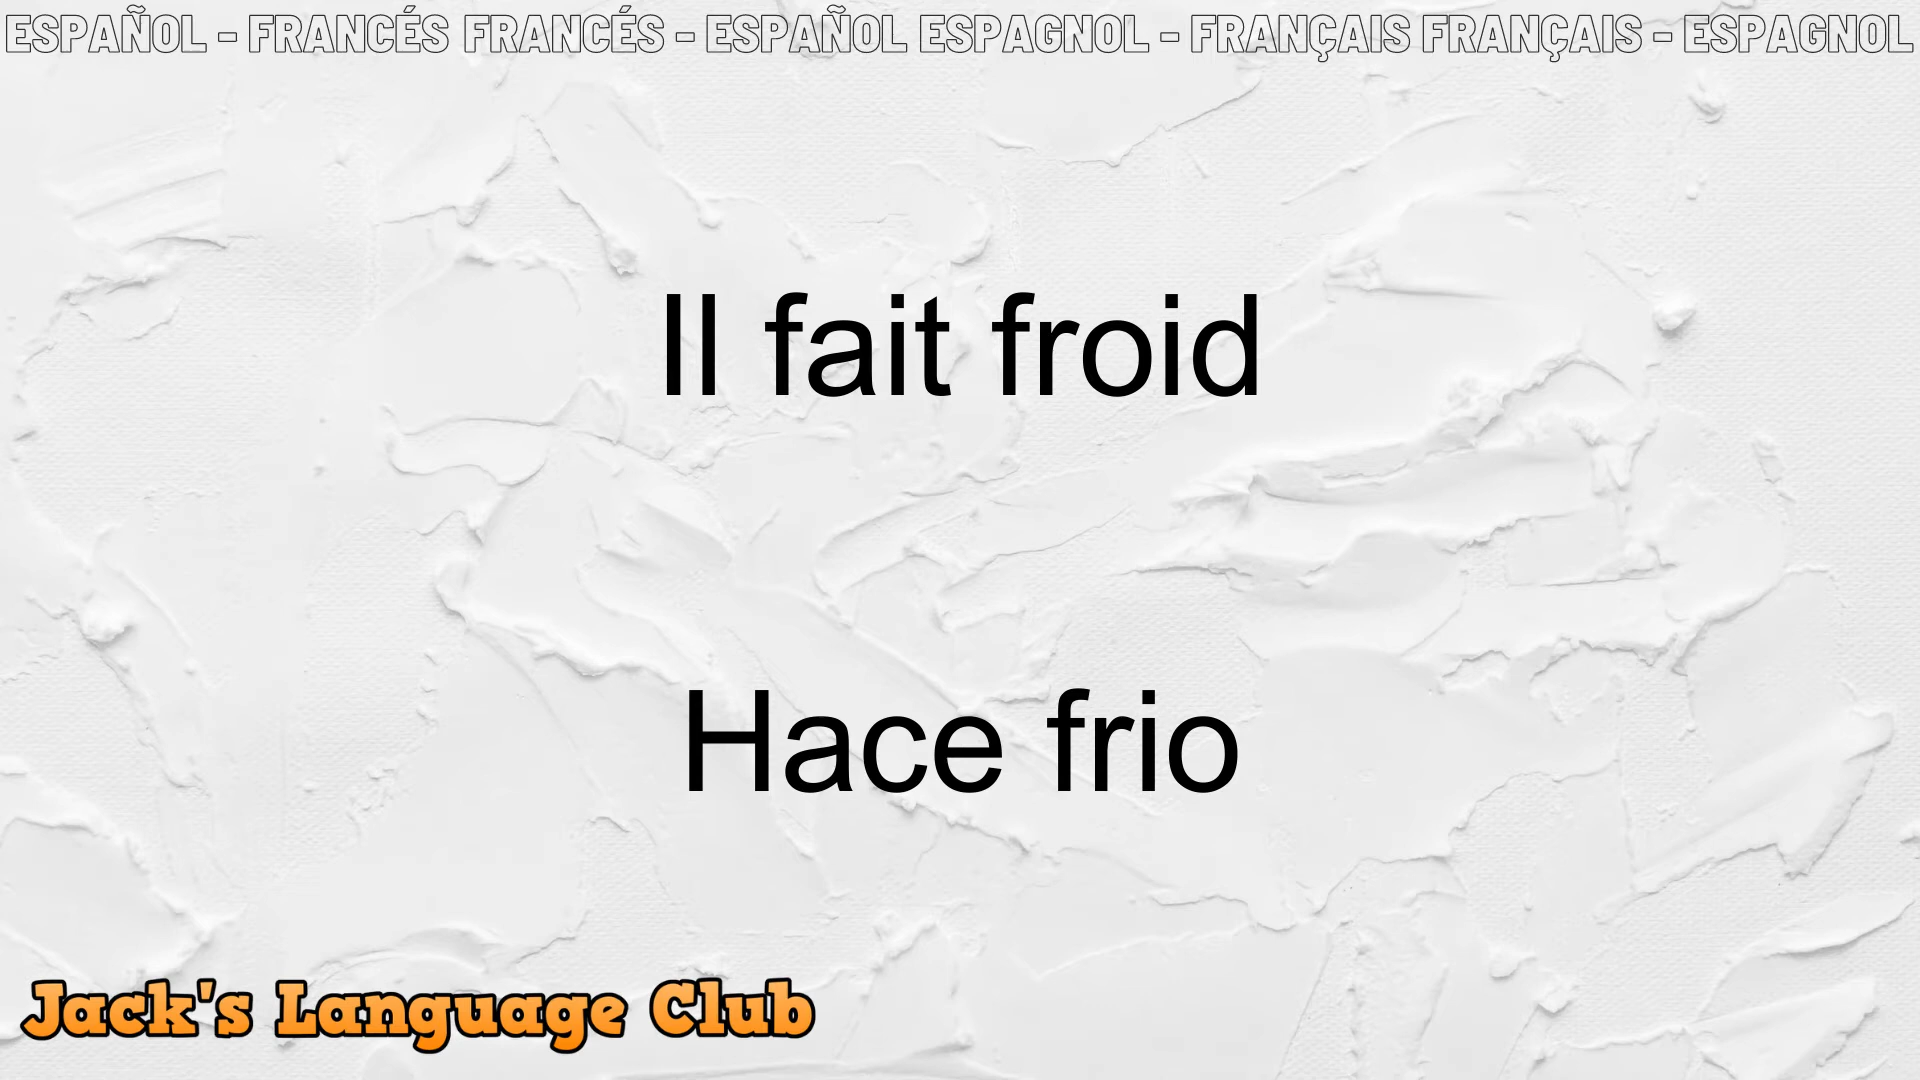 ESPAÑOL - FRANCÉS FRANCÉS - ESPAÑOL ESPAGNOL - FRANÇAIS FRANÇAIS - ESPAGNOL
Il fait froid
Hace frio
Jack's Language Club